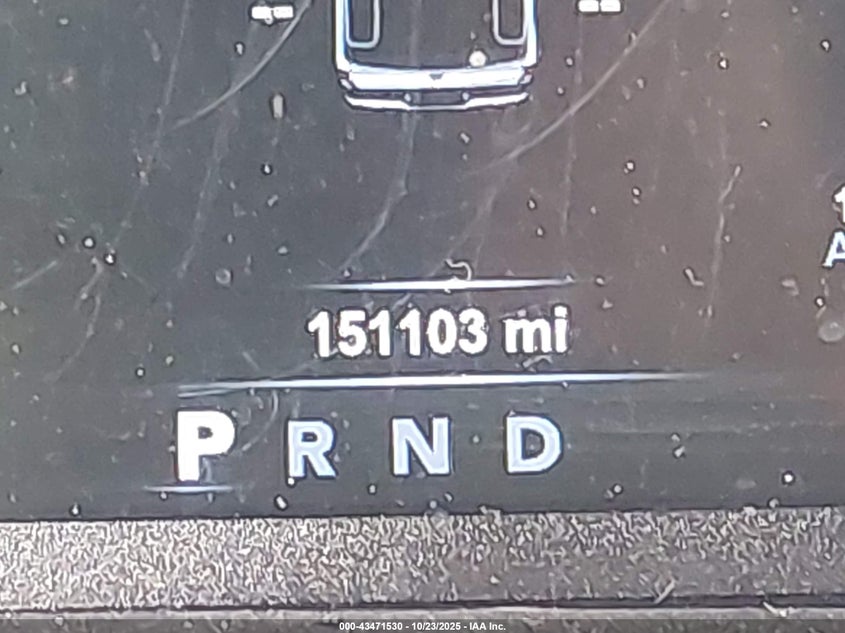 151103 mi
P R N D
000-43471530 - 10/23/2025 - IAA Inc.